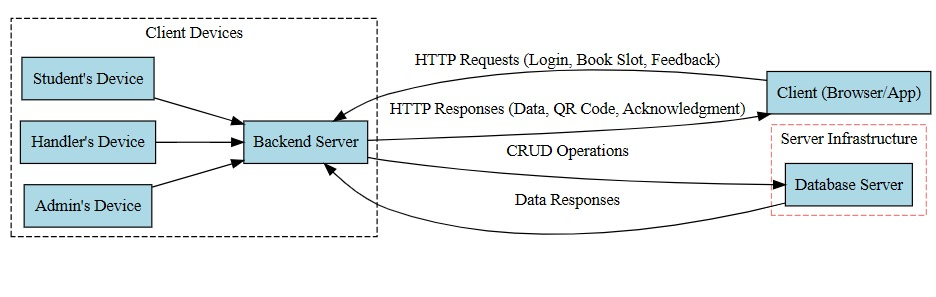 Client Devices
Student's Device
Handler's Device
Admin's Device
Backend Server
HTTP Requests (Login, Book Slot, Feedback)
HTTP Responses (Data, QR Code, Acknowledgment)
CRUD Operations
Data Responses
Client (Browser/App)
Server Infrastructure
Database Server